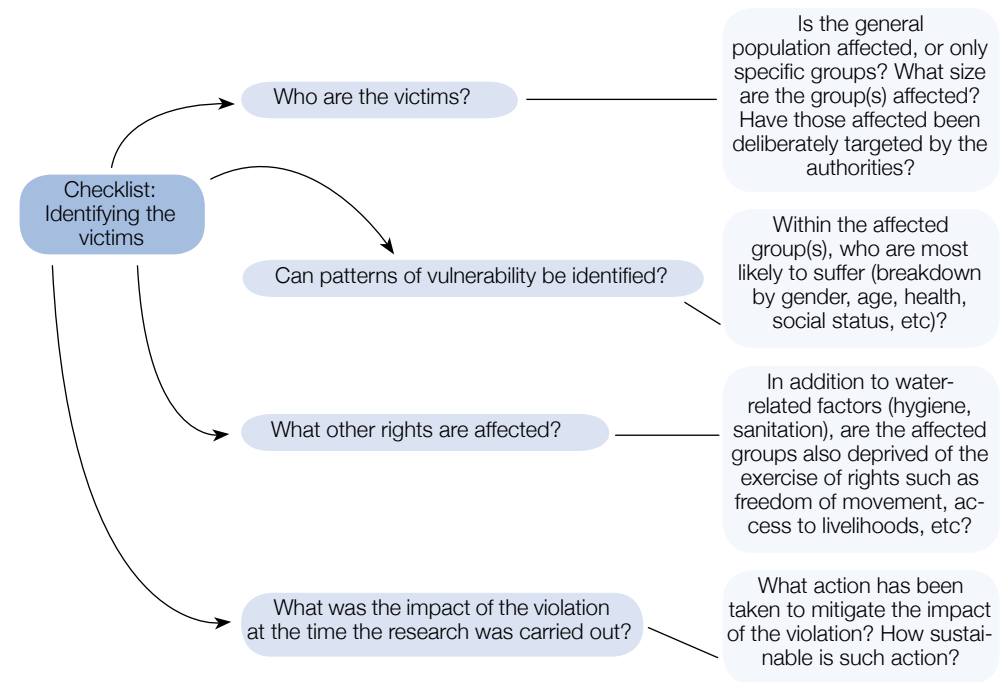 Checklist:
Identifying the
victims
Who are the victims?
Is the general
population affected, or only
specific groups? What size
are the group(s) affected?
Have those affected been
deliberately targeted by the
authorities?
Can patterns of vulnerability be identified?
Within the affected
group(s), who are most
likely to suffer (breakdown
by gender, age, health,
social status, etc)?
What other rights are affected?
In addition to water-
related factors (hygiene,
sanitation), are the affected
groups also deprived of the
exercise of rights such as
freedom of movement, ac-
cess to livelihoods, etc?
What was the impact of the violation
at the time the research was carried out?
What action has been
taken to mitigate the impact
of the violation? How sustai-
nable is such action?